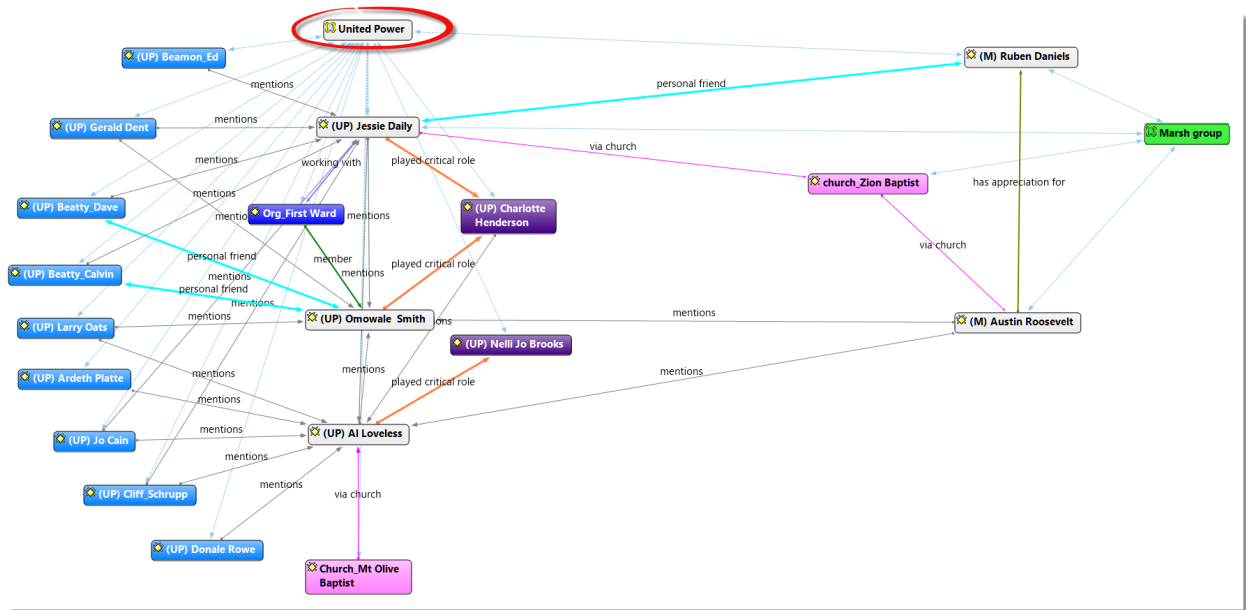 United Power
(UP) Beamon_Ed
(M) Ruben Daniels
mentions
personal friend
(UP) Gerald Dent
mentions
(UP) Jessie Daily
Marsh group
via church
mentions
working with
played critical role
church_Zion Baptist
has appreciation for
mentions
(UP) Beatty_Dave
Org_First Ward
mentions
(UP) Charlotte
Henderson
via church
personal friend
member
played critical role
(UP) Beatty_Calvin
mentions
mentions
personal friend
mentions
(UP) Larry Oats
mentions
(UP) Omowale Smith
mentions
(M) Austin Roosevelt
(UP) Nelli Jo Brooks
(UP) Ardeth Platte
mentions
mentions
played critical role
mentions
mentions
(UP) Jo Cain
mentions
(UP) Al Loveless
mentions
(UP) Cliff_Schrupp
mentions
via church
(UP) Donale Rowe
Church_Mt Olive
Baptist